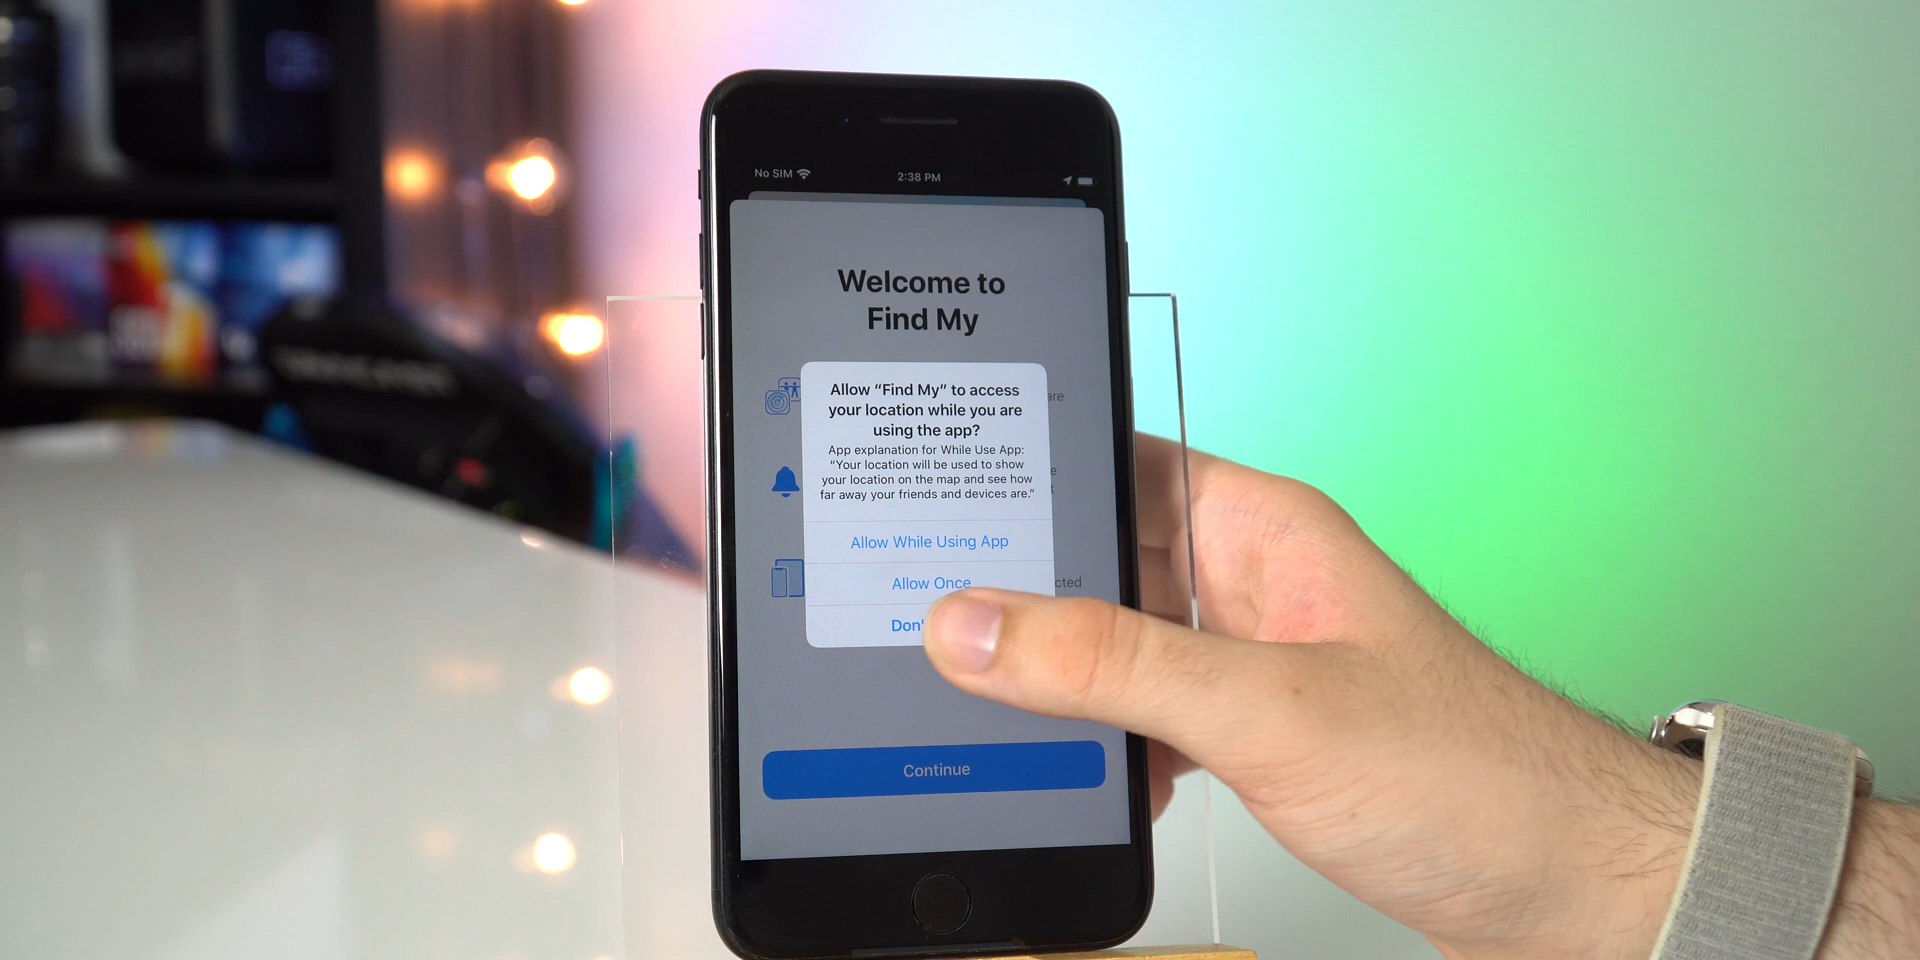 No SIM
2:38 PM
Welcome to
Find My
are
Allow “Find My” to access
your location while you are
using the app?
App explanation for While Use App:
“Your location will be used to show
your location on the map and see how
far away your friends and devices are.”
Allow While Using App
Allow Once
cted
Don'
Continue